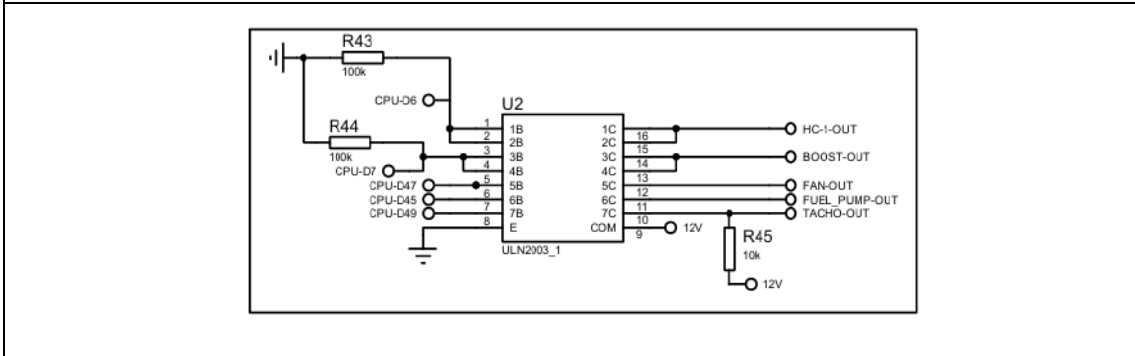 R43
100k
CPU-D6
U2
R44
100k
CPU-D7
CPU-D47
CPU-D45
CPU-D49
1 1B 1C 16 HC-1-OUT
2 2B 2C 15
3 3B 3C 14 BOOST-OUT
4 4B 4C 13
5 5B 5C 12 FAN-OUT
6 6B 6C 11 FUEL_PUMP-OUT
7 7B 7C 10 TACHO-OUT
8 E COM 9 12V
ULN2003_1
R45
10k
12V